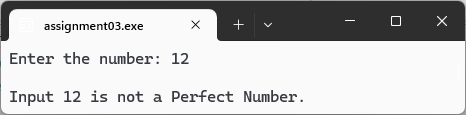 assignment03.exe
Enter the number: 12
Input 12 is not a Perfect Number.